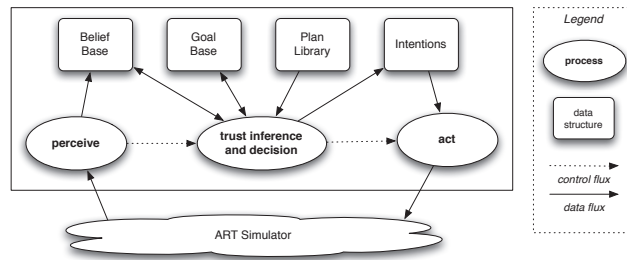 Belief
Base
Goal
Base
Plan
Library
Intentions
perceive
trust inference
and decision
act
ART Simulator
Legend
process
data
structure
control flux
data flux